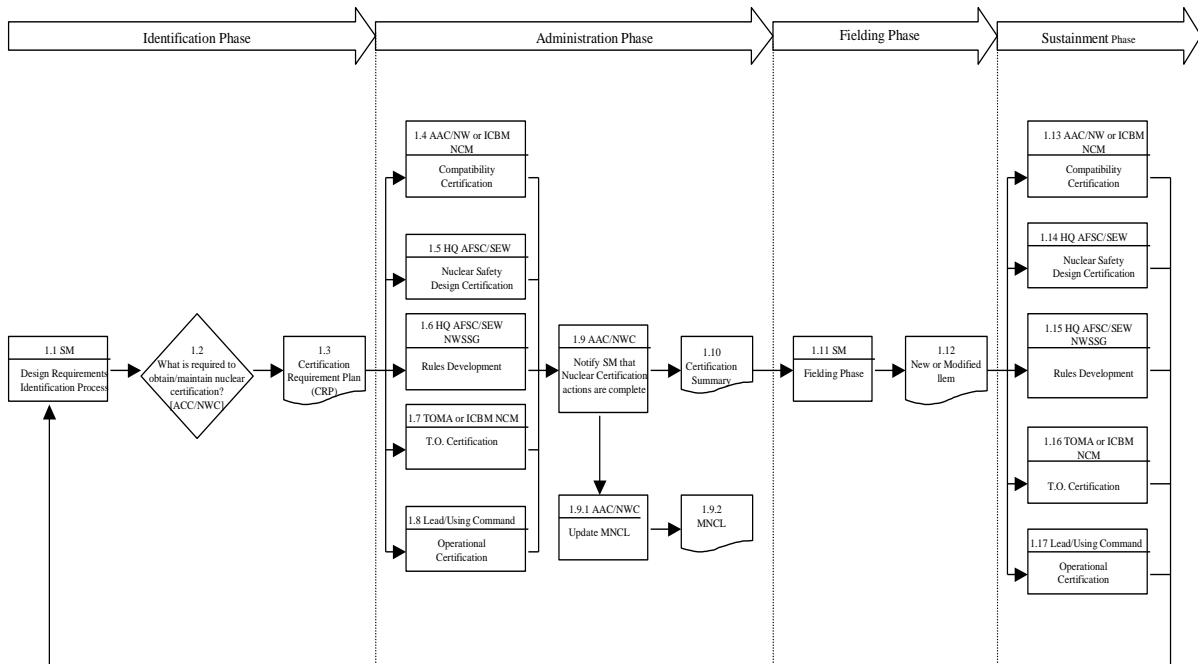 Identification Phase
Administration Phase
Fielding Phase
Sustainment Phase
1.1 SM
Design Requirements
Identification Process
1.2
What is required to
obtain/maintain nuclear
certification?
[ACC/NWC]
1.3
Certification
Requirement Plan
(CRP)
1.4 AAC/NW or ICBM
NCM
Compatibility
Certification
1.5 HQ AFSC/SEW
Nuclear Safety
Design Certification
1.6 HQ AFSC/SEW
NWSSG
Rules Development
1.7 TOMA or ICBM NCM
T.O. Certification
1.8 Lead/Using Command
Operational
Certification
1.9 AAC/NWC
Notify SM that
Nuclear Certification
actions are complete
1.9.1 AAC/NWC
Update MNCL
1.9.2
MNCL
1.10
Certification
Summary
1.11 SM
Fielding Phase
1.12
New or Modified
Ilem
1.13 AAC/NW or ICBM
NCM
Compatibility
Certification
1.14 HQ AFSC/SEW
Nuclear Safety
Design Certification
1.15 HQ AFSC/SEW
NWSSG
Rules Development
1.16 TOMA or ICBM
NCM
T.O. Certification
1.17 Lead/Using Command
Operational
Certification